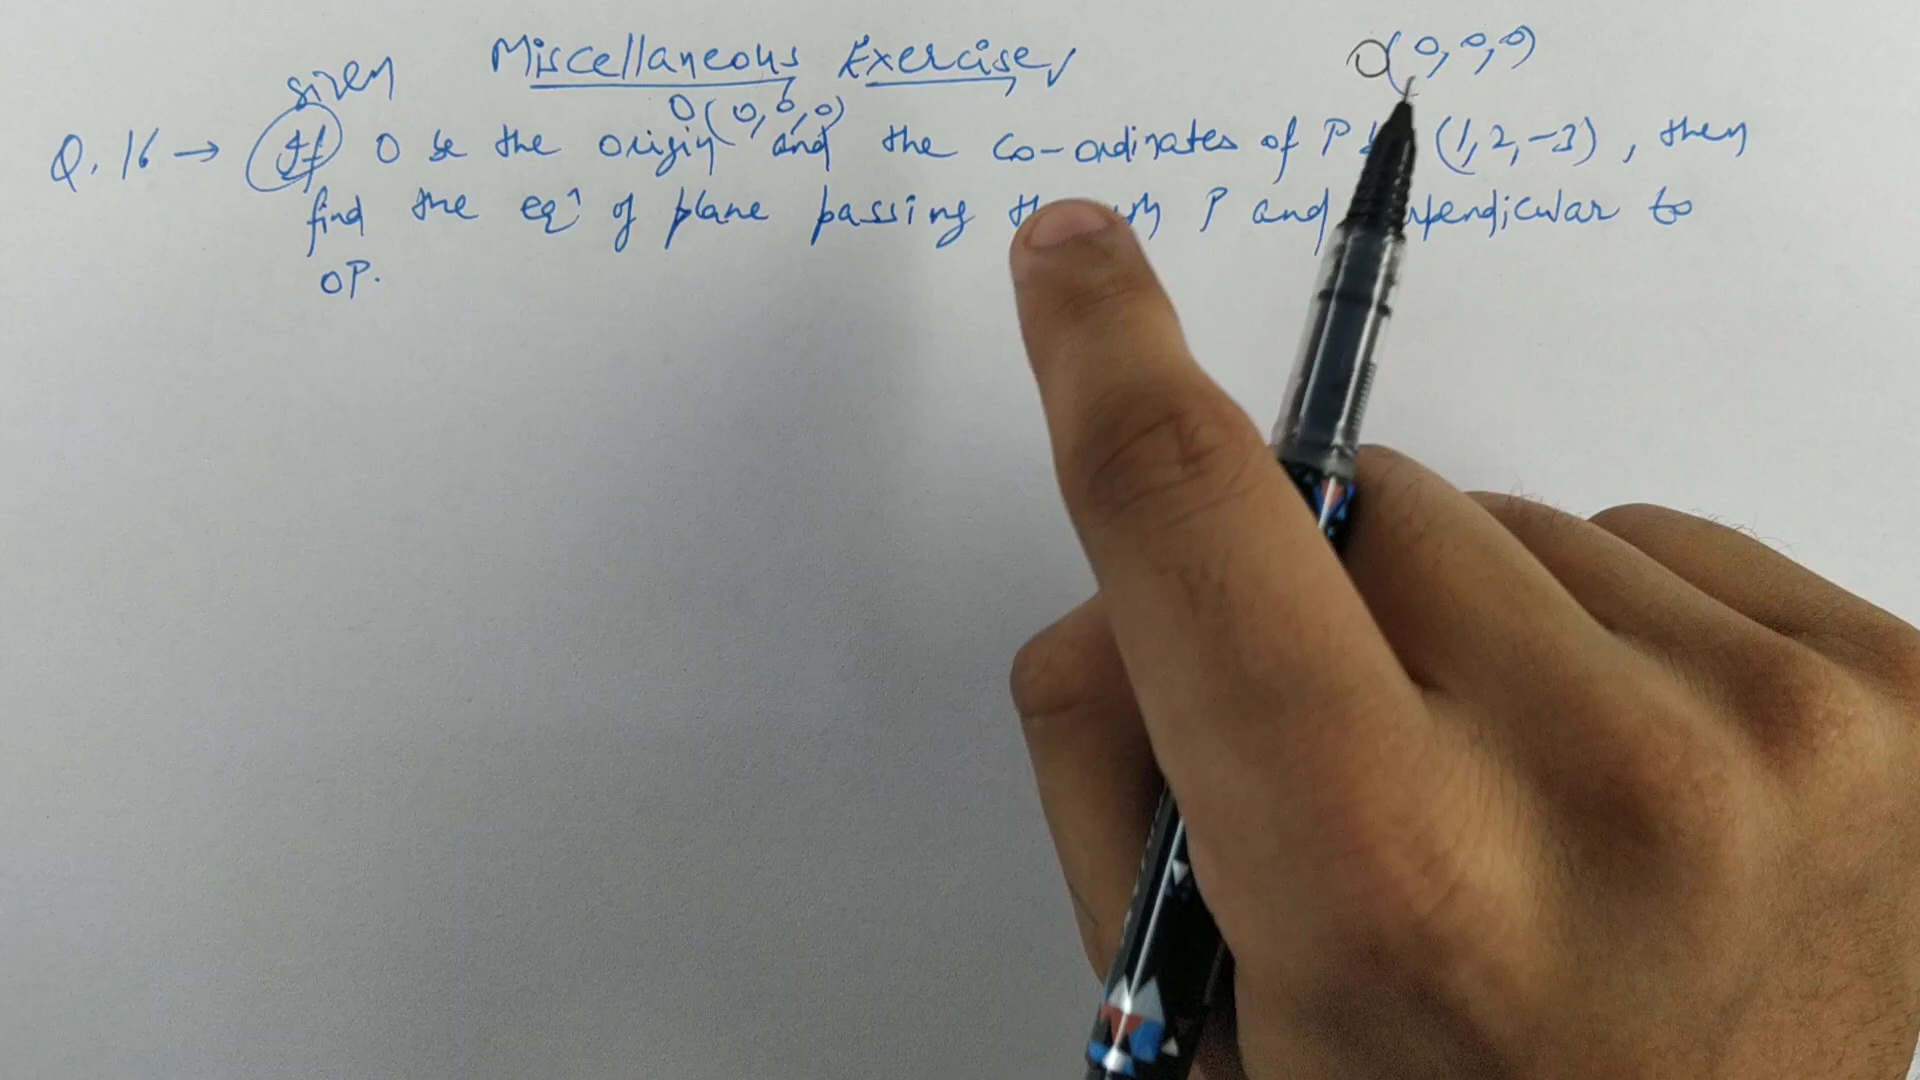 Miscellaneous Exercise
O(0,0,0)
given
O(0,0,0)
Q.16 → If O be the origin and the co-ordinates of P (1,2,-3), then
find the eqn of plane passing P and to
OP.